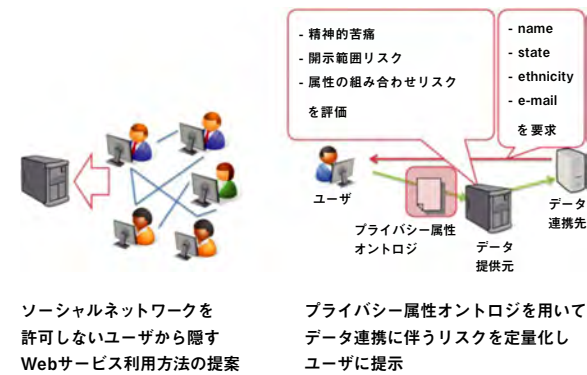 - 精神的苦痛
- 開示範囲リスク
- 属性の組み合わせリスク
を評価
- name
- state
- ethnicity
- e-mail
を要求
ユーザ
プライバシー属性
オントロジ
データ
提供元
データ
連携先
ソーシャルネットワークを
許可しないユーザから隠す
Webサービス利用方法の提案
プライバシー属性オントロジを用いて
データ連携に伴うリスクを定量化し
ユーザに提示